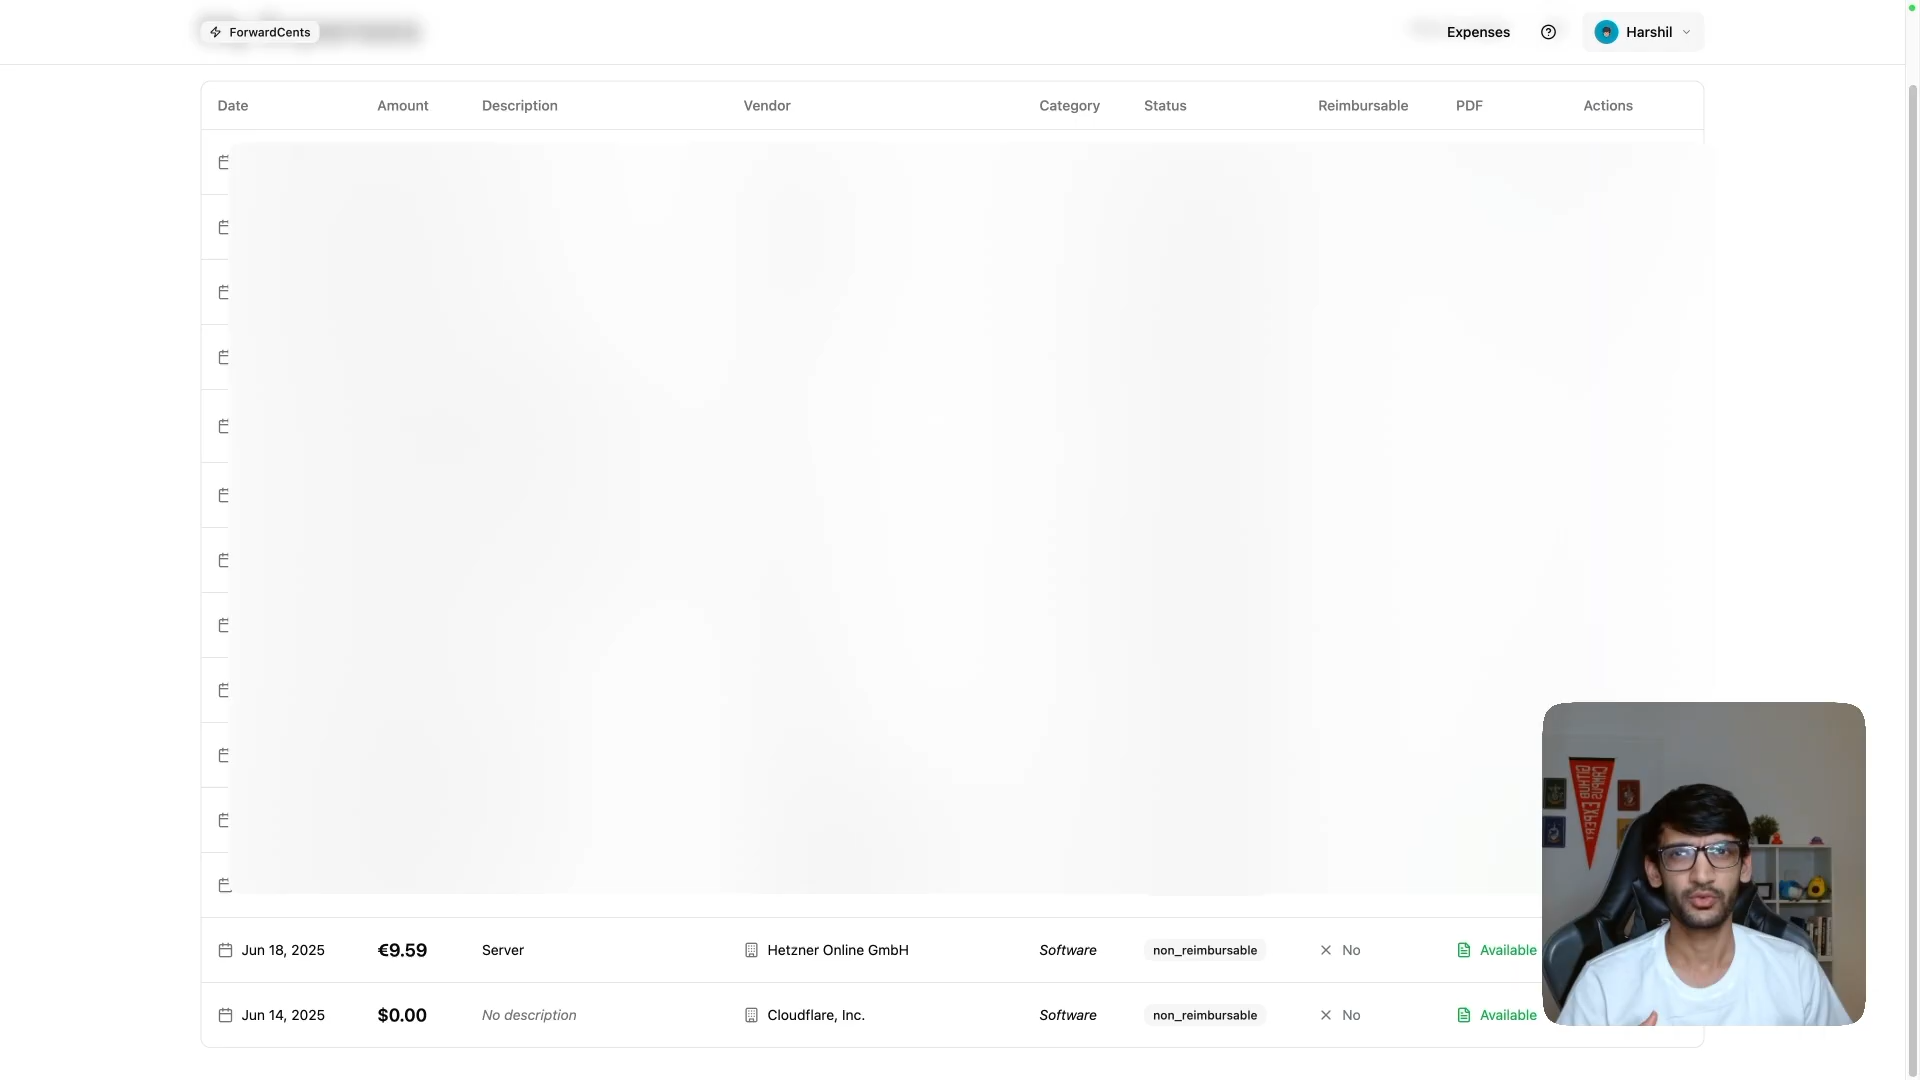 ForwardCents
Expenses
Harshil
Date Amount Description Vendor Category Status Reimbursable PDF Actions
Jun 18, 2025 €9.59 Server Hetzner Online GmbH Software non_reimbursable No Available
Jun 14, 2025 $0.00 No description Cloudflare, Inc. Software non_reimbursable No Available